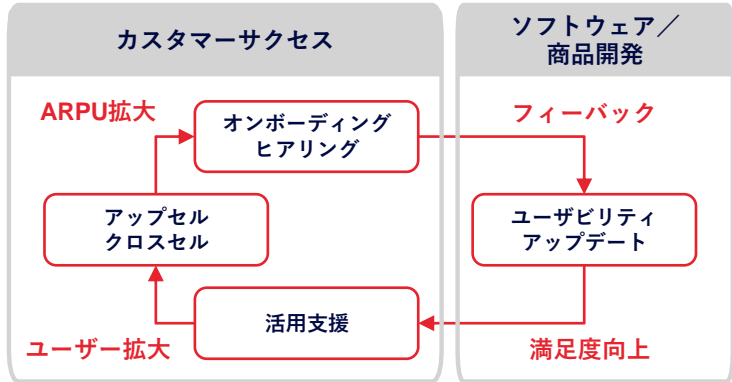 カスタマーサクセス
ソフトウェア／
商品開発
ARPU拡大
オンボーディング
ヒアリング
フィーバック
アップセル
クロスセル
ユーザビリティ
アップデート
ユーザー拡大
活用支援
満足度向上